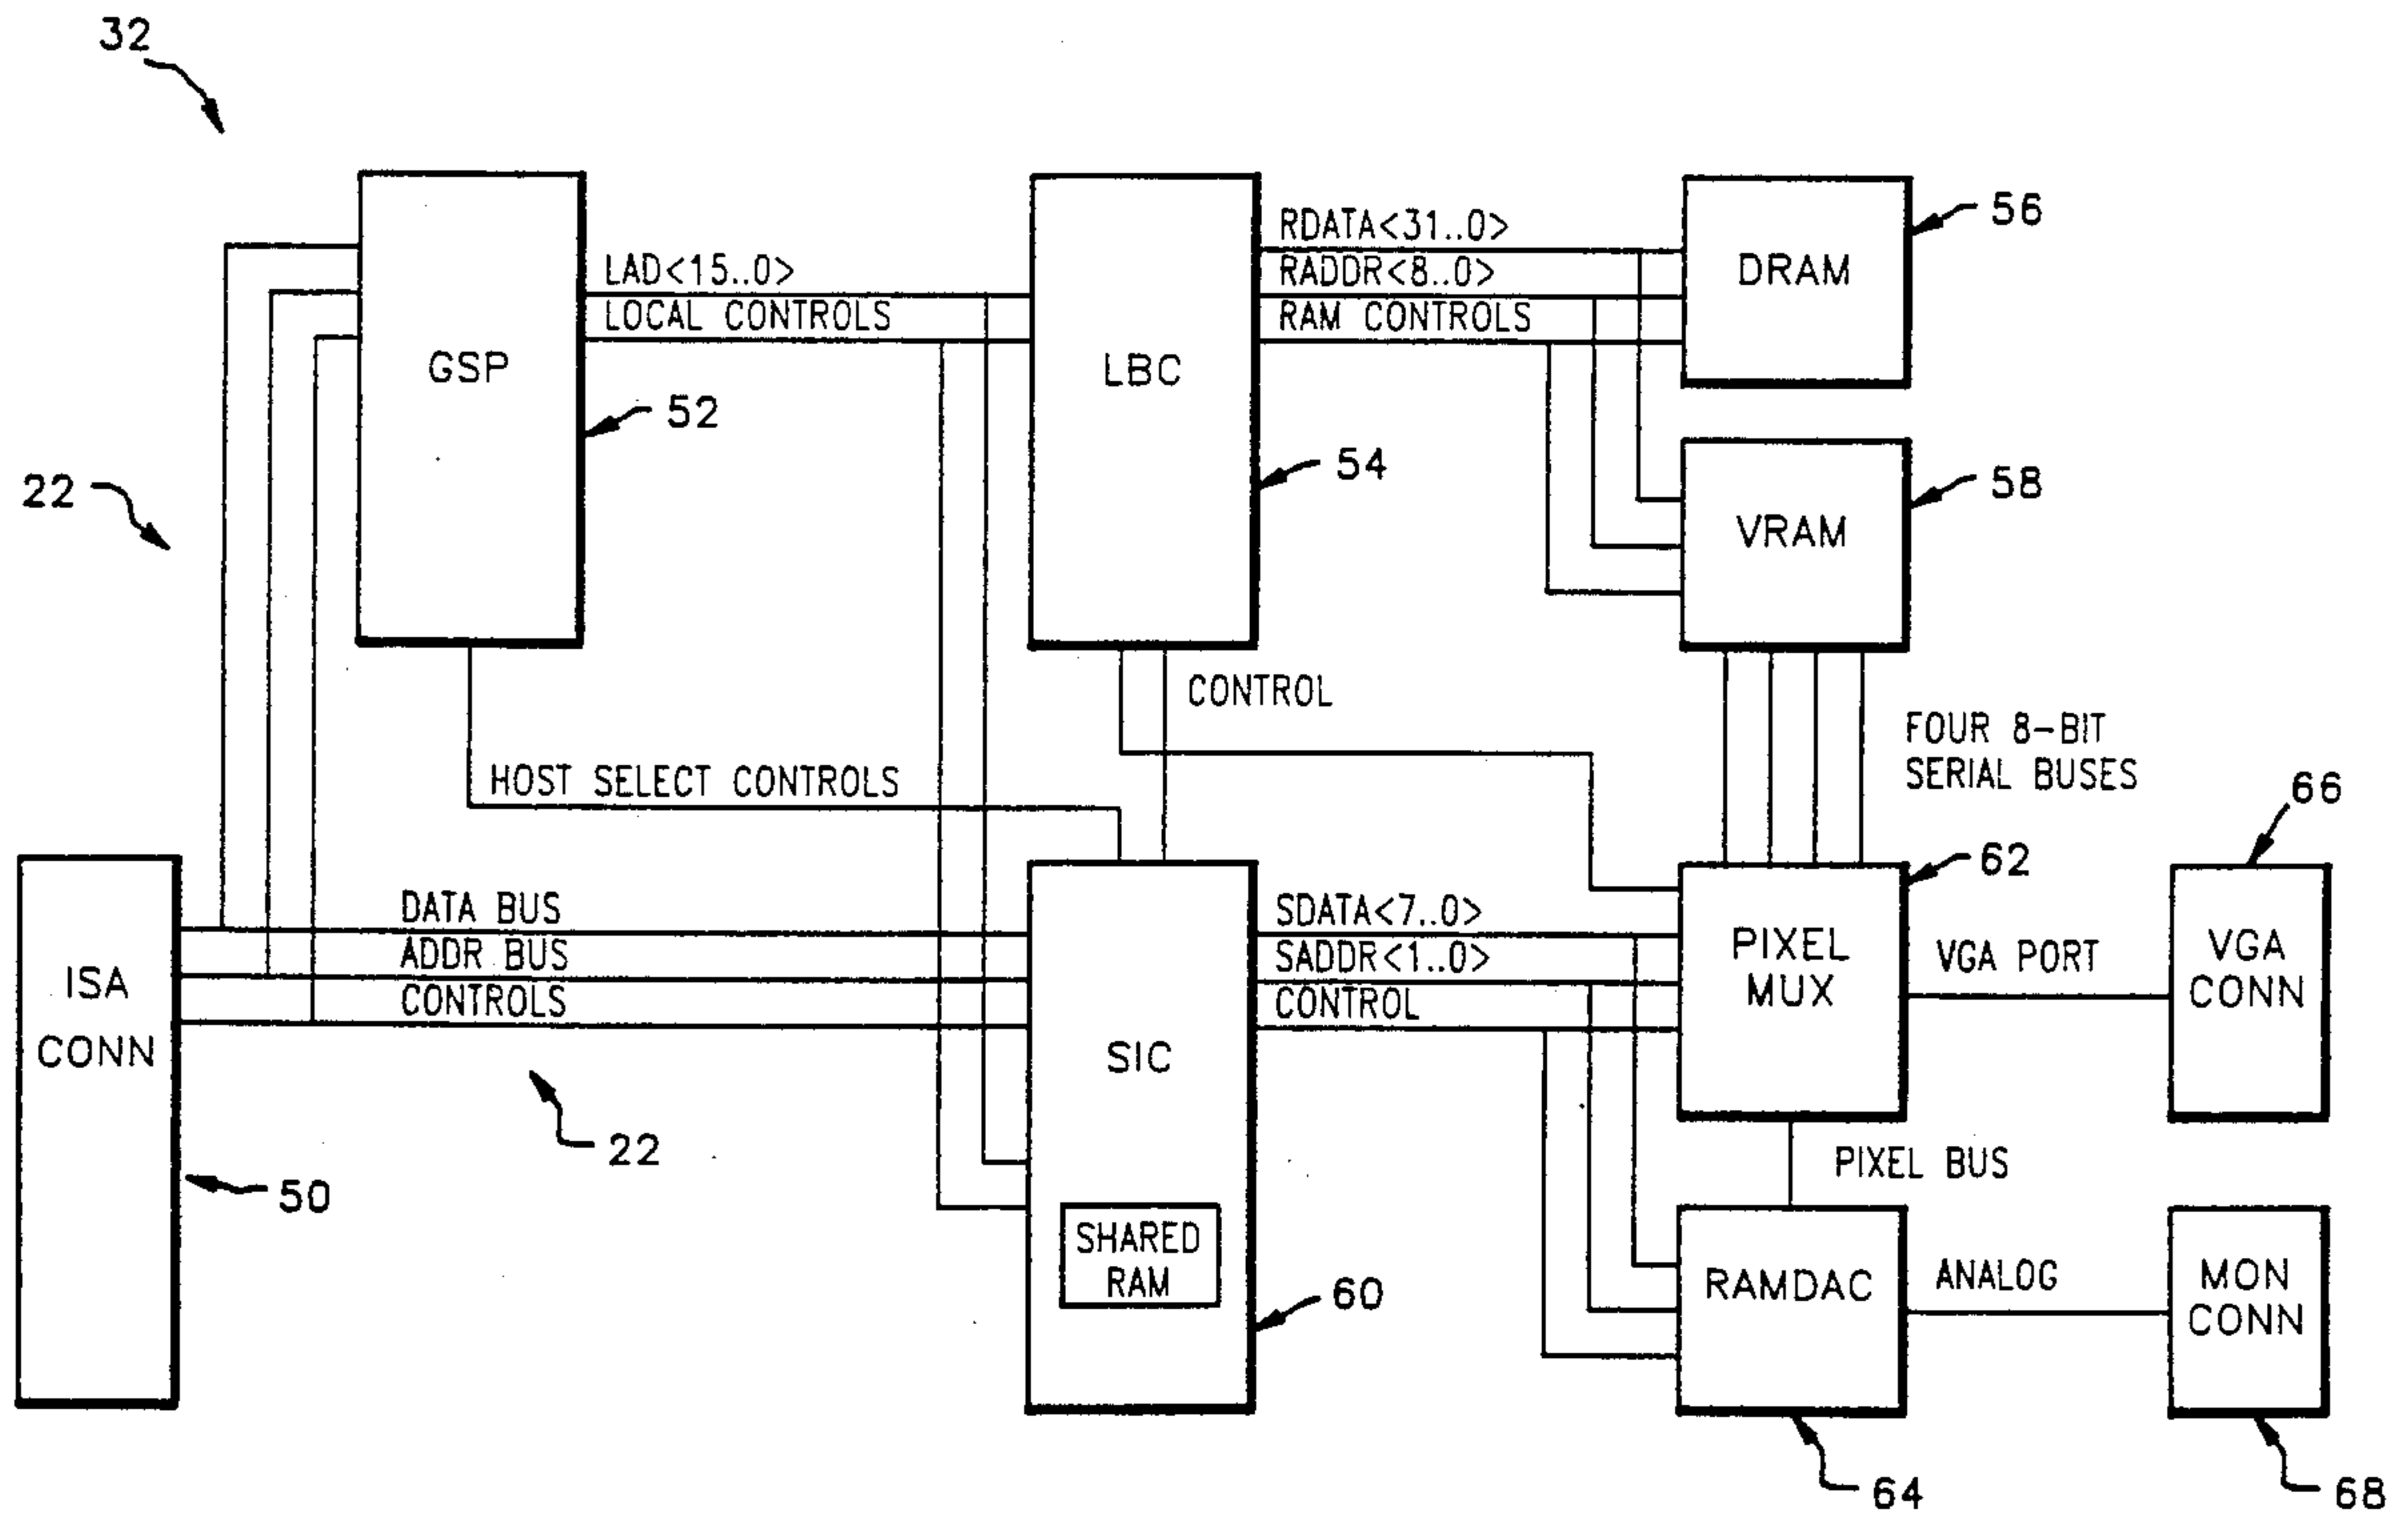 32
RDATA<31..0>
56
LAD<15..0>
RADDR<8..0>
DRAM
LOCAL CONTROLS
RAM CONTROLS
GSP
LBC
52
54
58
22
VRAM
CONTROL
FOUR 8-BIT
SERIAL BUSES
HOST SELECT CONTROLS
66
62
DATA BUS
SDATA<7..0>
PIXEL
MUX
VGA
CONN
ADDR BUS
SADDR<1..0>
VGA PORT
ISA
CONN
CONTROLS
CONTROL
SIC
22
PIXEL BUS
50
SHARED
RAM
60
RAMDAC
ANALOG
MON
CONN
64
68